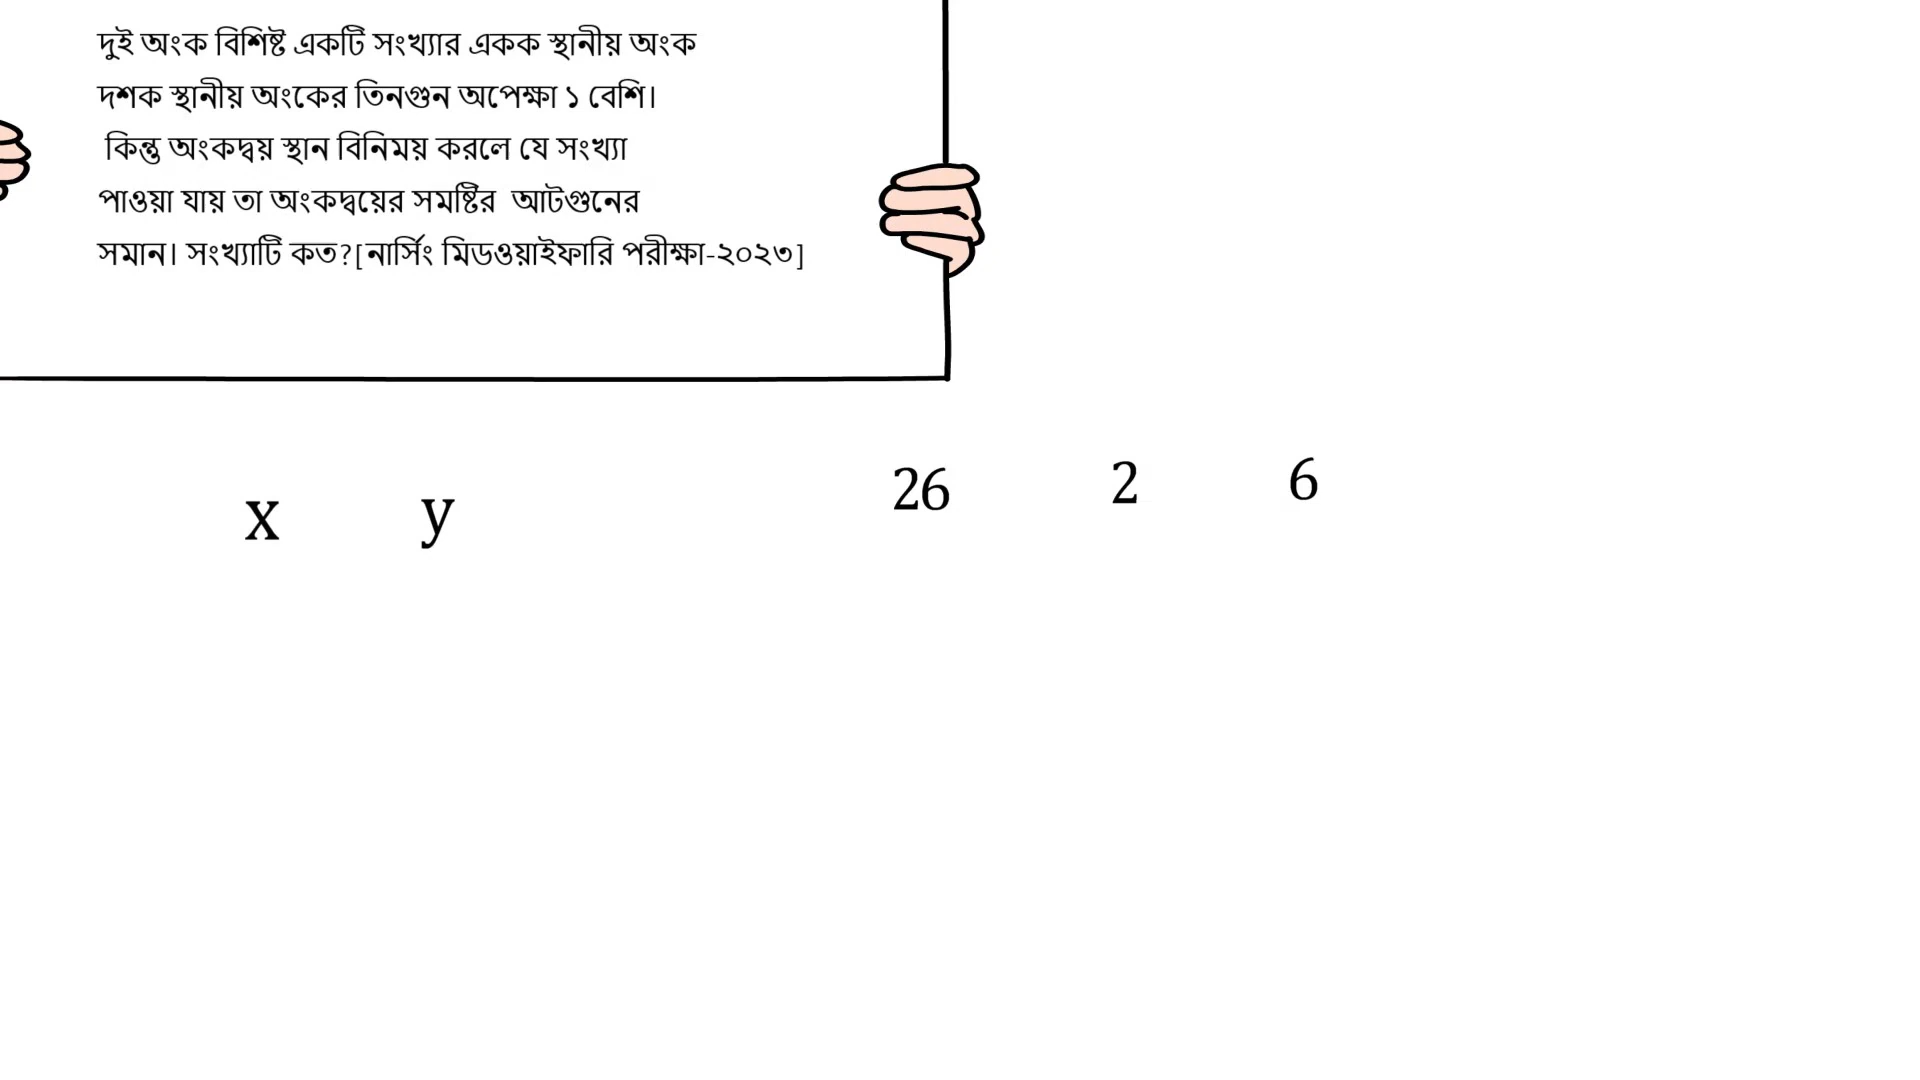 দুই অংক বিশিষ্ট একটি সংখ্যার একক স্থানীয় অংক
দশক স্থানীয় অংকের তিনগুন অপেক্ষা ১ বেশি।
কিন্তু অংকদ্বয় স্থান বিনিময় করলে যে সংখ্যা
পাওয়া যায় তা অংকদ্বয়ের সমষ্টির আটগুনের
সমান। সংখ্যাটি কত?[নার্সিং মিডওয়াইফারি পরীক্ষা-২০২৩]
x y 26 2 6